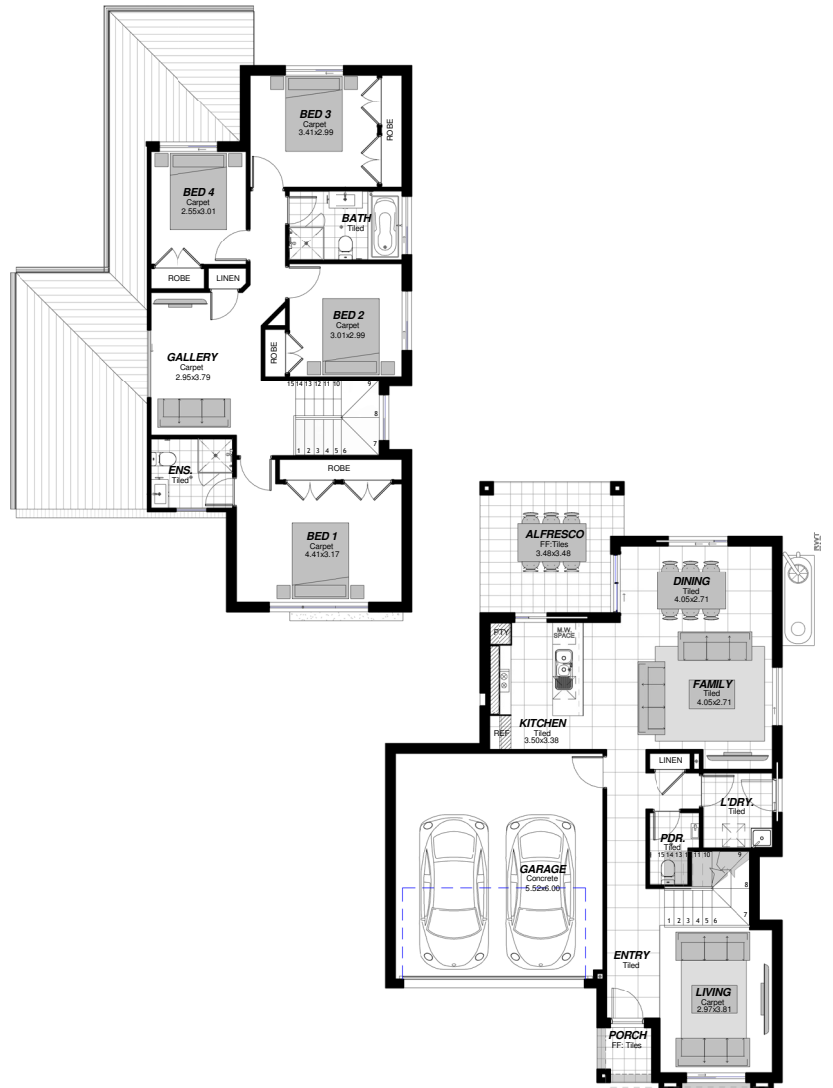 BED 3
Carpet
3.41x2.99
ROBE
BED 4
Carpet
2.55x3.01
BATH
Tiled
ROBE
LINEN
BED 2
Carpet
3.01x2.99
ROBE
GALLERY
Carpet
2.95x3.79
15 14 13 12 11 10 9
8
7
1 2 3 4 5 6
ENS.
Tiled
ROBE
BED 1
Carpet
4.41x3.17
ALFRESCO
FF:Tiles
3.48x3.48
DINING
Tiled
4.05x2.71
PTY
M.W.
SPACE
FAMILY
Tiled
4.05x2.71
KITCHEN
Tiled
3.50x3.38
REF
LINEN
L'DRY.
Tiled
PDR.
Tiled
15 14 13 11 10 9
8
7
1 2 3 4 5 6
GARAGE
Concrete
5.52x6.00
ENTRY
Tiled
LIVING
Carpet
2.97x3.81
PORCH
FF: Tiles